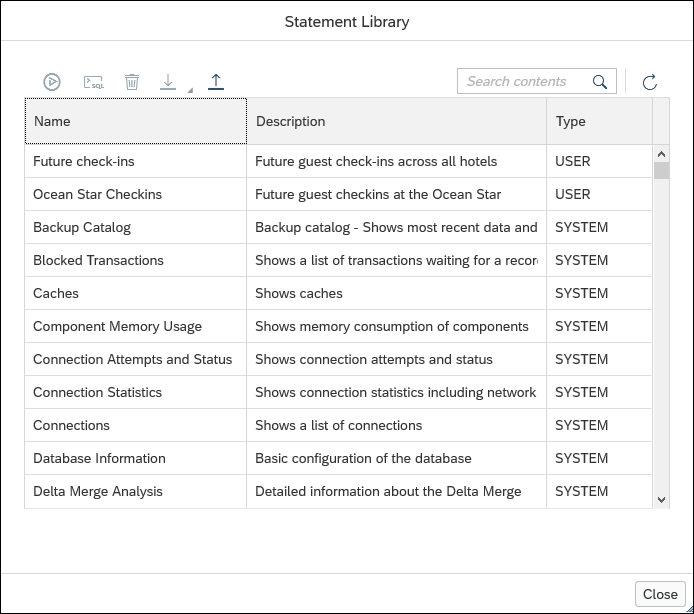 Statement Library
SQL
Search contents
Name Description Type
Future check-ins Future guest check-ins across all hotels USER
Ocean Star Checkins Future guest checkins at the Ocean Star USER
Backup Catalog Backup catalog - Shows most recent data and SYSTEM
Blocked Transactions Shows a list of transactions waiting for a SYSTEM
Caches Shows caches SYSTEM
Component Memory Usage Shows memory consumption of components SYSTEM
Connection Attempts and Status Shows connection attempts and status SYSTEM
Connection Statistics Shows connection statistics including network SYSTEM
Connections Shows a list of connections SYSTEM
Database Information Basic configuration of the database SYSTEM
Delta Merge Analysis Detailed information about the Delta Merge SYSTEM
Close